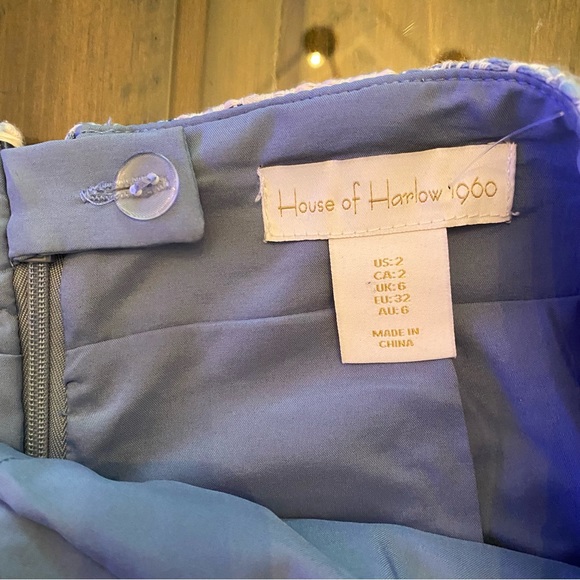 House of Harlow 1960
US: 2
CA: 2
UK: 6
EU: 32
AU: 6
MADE IN
CHINA